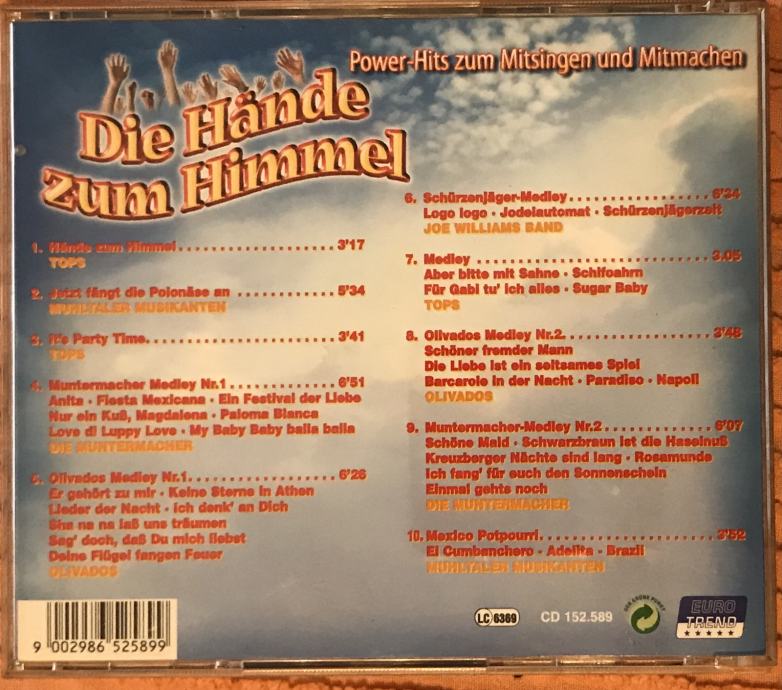 Power-Hits zum Mitsingen und Mitmachen
Die Hände
zum Himmel
1. Hände zum Himmel 3'17
TOPS
2. Jetzt fängt die Polonäse an 5'34
MÜHLTALER MUSIKANTEN
3. It's Party Time 3'41
TOPS
4. Muntermacher Medley Nr.1 6'51
Anita · Fiesta Mexicana · Ein Festival der Liebe
Nur ein Kuß, Magdalena · Paloma Blanca
Love di Luppy Love · My Baby Baby balla balla
DIE MUNTERMACHER
5. Olivados Medley Nr.1 6'26
Er gehört zu mir · Keine Sterne in Athen
Lieder der Nacht · Ich denk' an Dich
Sha na na laß uns träumen
Sag' doch, daß Du mich liebst
Deine Flügel fangen Feuer
OLIVADOS
6. Schürzenjäger-Medley 6'34
Logo logo · Jodelautomat · Schürzenjägerzeit
JOE WILLIAMS BAND
7. Medley 3.05
Aber bitte mit Sahne · Schifoahrn
Für Gabi tu' ich alles · Sugar Baby
TOPS
8. Olivados Medley Nr.2 3'48
Schöner fremder Mann
Die Liebe ist ein seltsames Spiel
Barcarole in der Nacht · Paradiso · Napoli
OLIVADOS
9. Muntermacher-Medley Nr.2 6'07
Schöne Maid · Schwarzbraun ist die Haselnuß
Kreuzberger Nächte sind lang · Rosamunde
Ich fang' für euch den Sonnenschein
Einmal gehts noch
DIE MUNTERMACHER
10. Mexico Potpourri 3'52
El Cumbanchero · Adelita · Brazil
MÜHLTALER MUSIKANTEN
9 002986 525899
LC 6369
CD 152.589
DER GRÜNE PUNKT
EURO
TREND